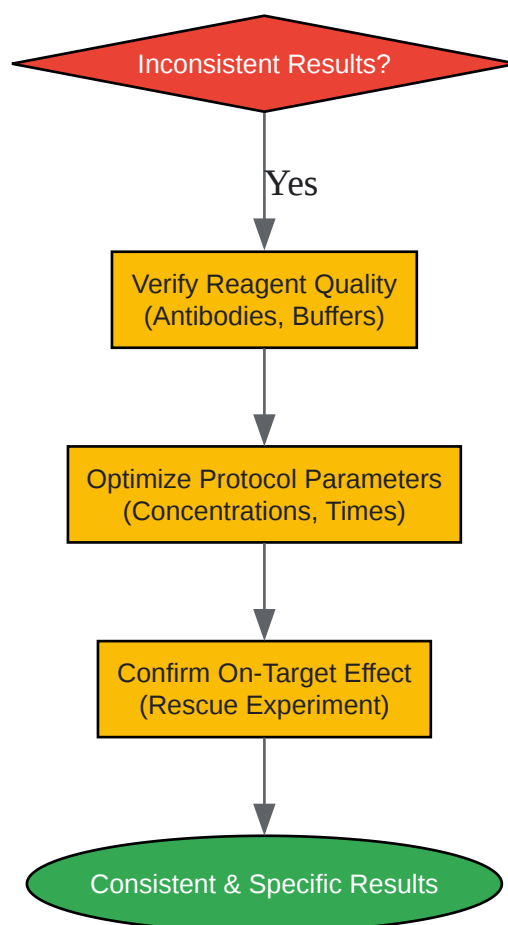 Inconsistent Results?
Yes
Verify Reagent Quality
(Antibodies, Buffers)
Optimize Protocol Parameters
(Concentrations, Times)
Confirm On-Target Effect
(Rescue Experiment)
Consistent & Specific Results